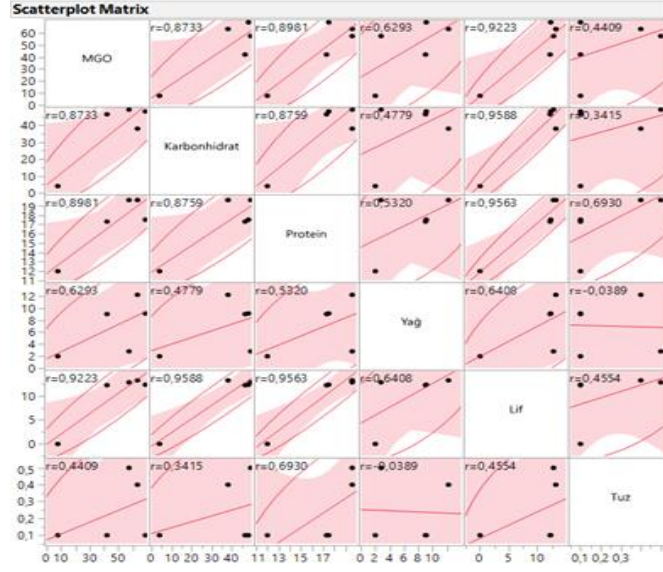 Scatterplot Matrix
60 50 40 30 20 10 0
MGO
r=0,8733
r=0,8981
r=0,6293
r=0,9223
r=0,4409
40 30 20 10 0
r=0,8733
Karbonhidrat
r=0,8759
r=0,4779
r=0,9588
r=0,3415
19 18 16 15 14 13 12 11
r=0,8981
r=0,8759
Protein
r=0,5320
r=0,9563
r=0,6930
12 10 8 6 4 2 0
r=0,6293
r=0,4779
r=0,5320
Yağ
r=0,6408
r=-0,0389
10 5 0
r=0,9223
r=0,9588
r=0,9563
r=0,6408
Lif
r=0,4554
0,5 0,4 0,3 0,2 0,1
r=0,4409
r=0,3415
r=0,6930
r=-0,0389
r=0,4554
Tuz
0 10 30 50
0 10 20 30 40
11 13 15 17
0 2 4 6 8 10
0 5 10
0,1 0,2 0,3